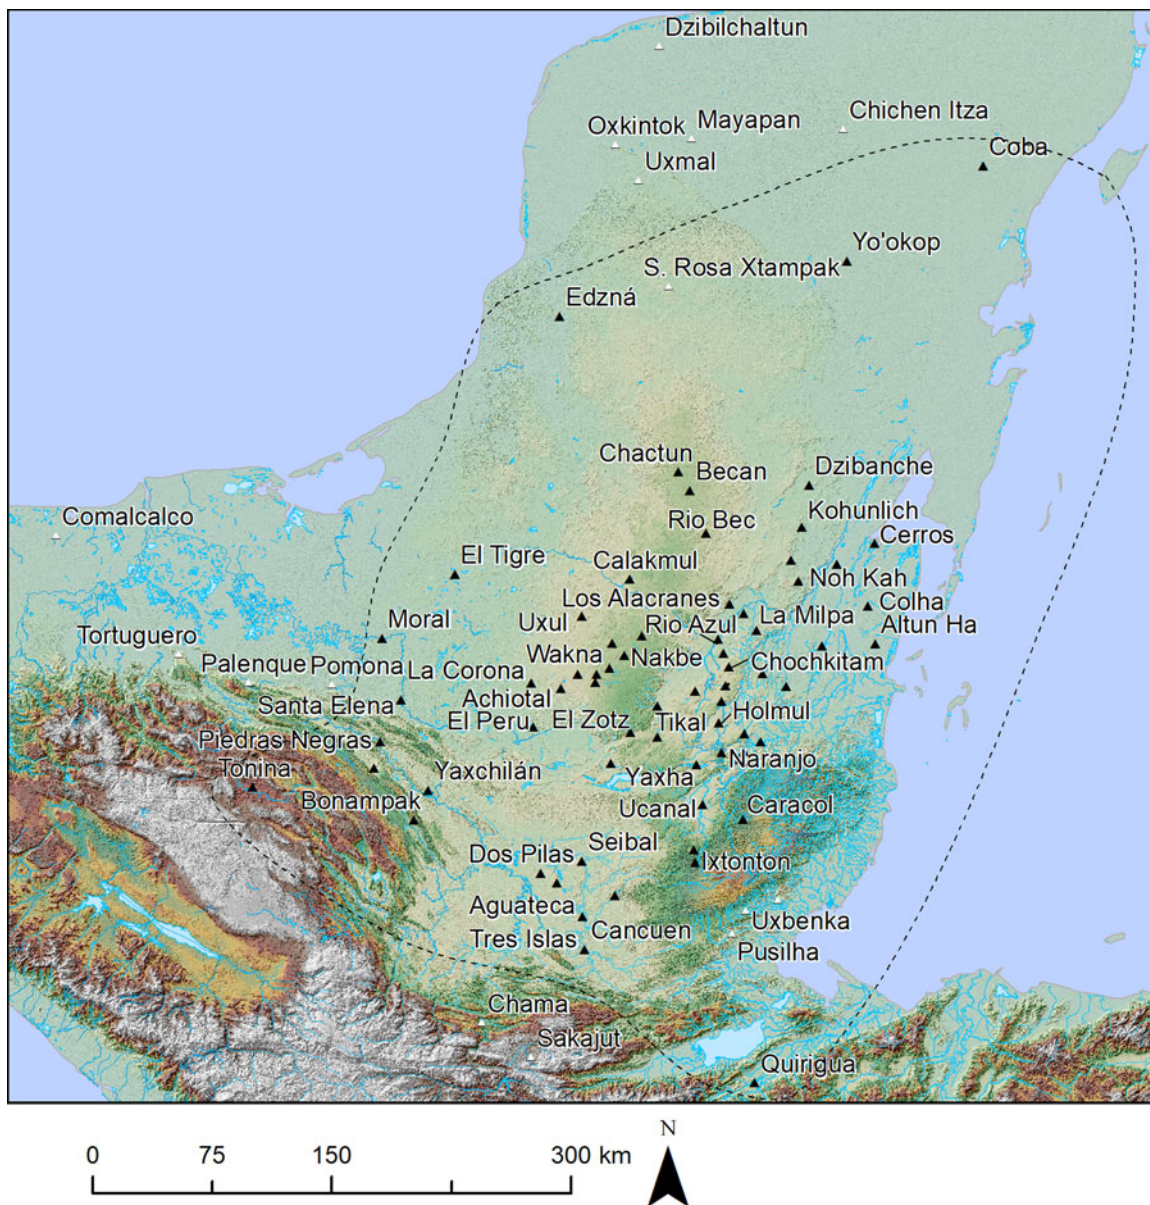 Dzibilchaltun
Chichen Itza
Oxkintok
Mayapan
Coba
Uxmal
Yo'okop
S. Rosa Xtampak
Edzná
Chactun
Becan
Dzibanche
Rio Bec
Kohunlich
Comalcalco
Cerros
El Tigre
Calakmul
Noh Kah
Los Alacranes
Colha
Uxul
Rio Azul
La Milpa
Altun Ha
Moral
Tortuguero
Wakna
Nakbe
Chochkitam
Palenque
Pomona
La Corona
Santa Elena
Achiotal
El Peru
El Zotz
Tikal
Holmul
Piedras Negras
Tonina
Yaxchilán
Yaxha
Naranjo
Bonampak
Ucanal
Caracol
Dos Pilas
Seibal
Ixtonton
Aguateca
Cancuen
Uxbenka
Tres Islas
Pusilha
Chama
Sakajut
Quirigua
N
0 75 150 300 km